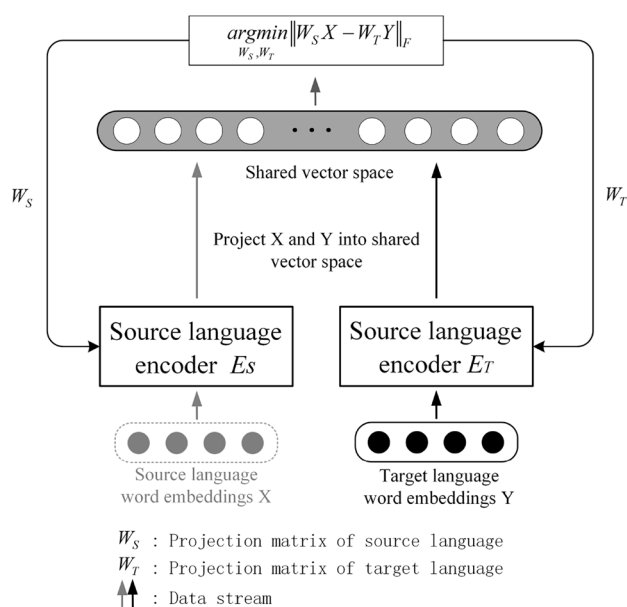 argmin‖W_S X − W_T Y‖_F
W_S,W_T
Shared vector space
W_S
W_T
Project X and Y into shared
vector space
Source language
encoder E_S
Source language
encoder E_T
Source language
word embeddings X
Target language
word embeddings Y
W_S : Projection matrix of source language
W_T : Projection matrix of target language
: Data stream